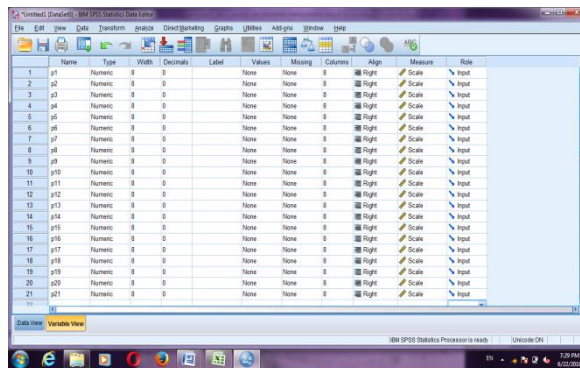 *Untitled1 [DataSet0] - IBM SPSS Statistics Data Editor
File Edit View Data Transform Analyze Direct Marketing Graphs Utilities Add-ons Window Help
Name Type Width Decimals Label Values Missing Columns Align Measure Role
1 p1 Numeric 8 0 None None 8 Right Scale Input
2 p2 Numeric 8 0 None None 8 Right Scale Input
3 p3 Numeric 8 0 None None 8 Right Scale Input
4 p4 Numeric 8 0 None None 8 Right Scale Input
5 p5 Numeric 8 0 None None 8 Right Scale Input
6 p6 Numeric 8 0 None None 8 Right Scale Input
7 p7 Numeric 8 0 None None 8 Right Scale Input
8 p8 Numeric 8 0 None None 8 Right Scale Input
9 p9 Numeric 8 0 None None 8 Right Scale Input
10 p10 Numeric 8 0 None None 8 Right Scale Input
11 p11 Numeric 8 0 None None 8 Right Scale Input
12 p12 Numeric 8 0 None None 8 Right Scale Input
13 p13 Numeric 8 0 None None 8 Right Scale Input
14 p14 Numeric 8 0 None None 8 Right Scale Input
15 p15 Numeric 8 0 None None 8 Right Scale Input
16 p16 Numeric 8 0 None None 8 Right Scale Input
17 p17 Numeric 8 0 None None 8 Right Scale Input
18 p18 Numeric 8 0 None None 8 Right Scale Input
19 p19 Numeric 8 0 None None 8 Right Scale Input
20 p20 Numeric 8 0 None None 8 Right Scale Input
21 p21 Numeric 8 0 None None 8 Right Scale Input
Data View Variable View
IBM SPSS Statistics Processor is ready Unicode:ON
EN 7:29 PM